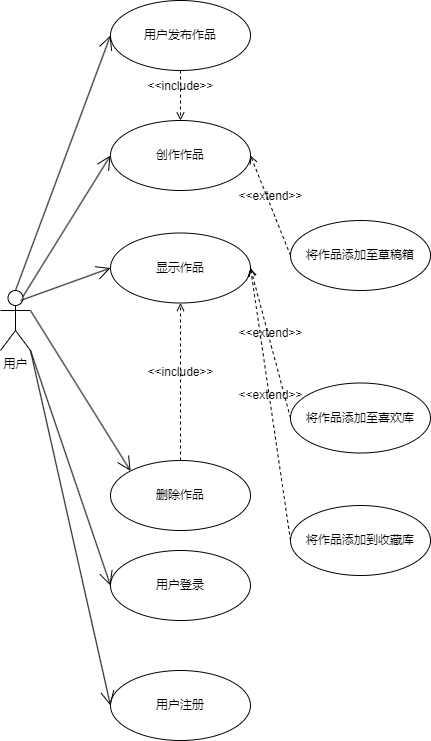 用户发布作品
<<include>>
创作作品
<<extend>>
将作品添加至草稿箱
显示作品
<<extend>>
用户
<<include>>
<<extend>>
将作品添加至喜欢库
删除作品
将作品添加到收藏库
用户登录
用户注册